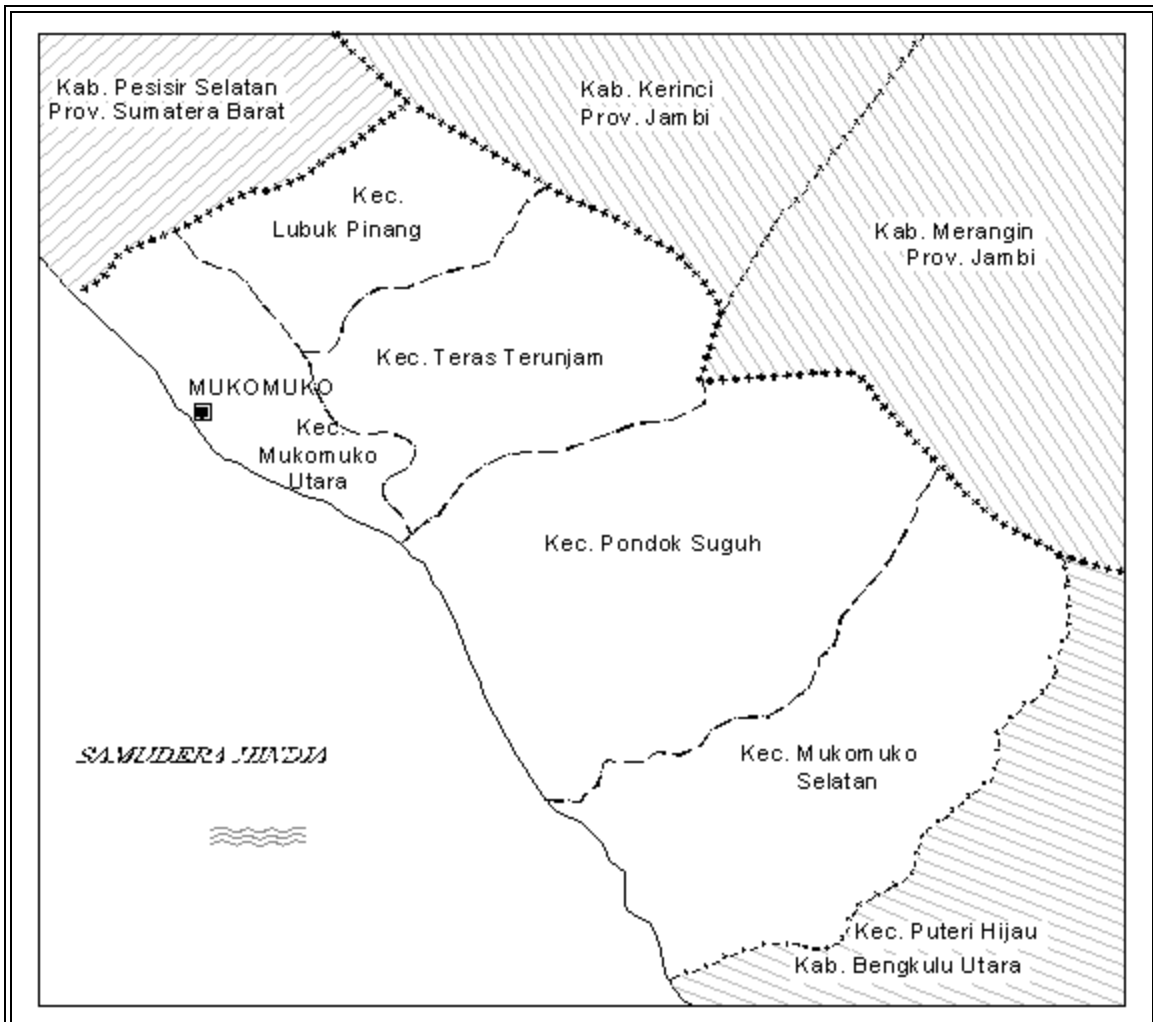 Kab. Pesisir Selatan
Prov. Sumatera Barat
Kab. Kerinci
Prov. Jambi
Kec.
Lubuk Pinang
Kab. Merangin
Prov. Jambi
Kec. Teras Terunjam
MUKOMUKO
Kec.
Mukomuko
Utara
Kec. Pondok Suguh
SAMUDERA HINDIA
Kec. Mukomuko
Selatan
Kec. Puteri Hijau
Kab. Bengkulu Utara